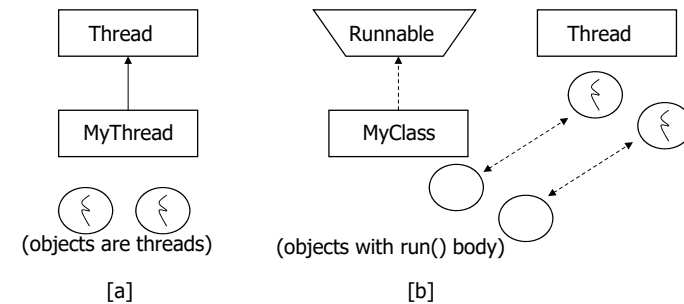 Thread
MyThread
(objects are threads)
[a]
Runnable
Thread
MyClass
(objects with run() body)
[b]